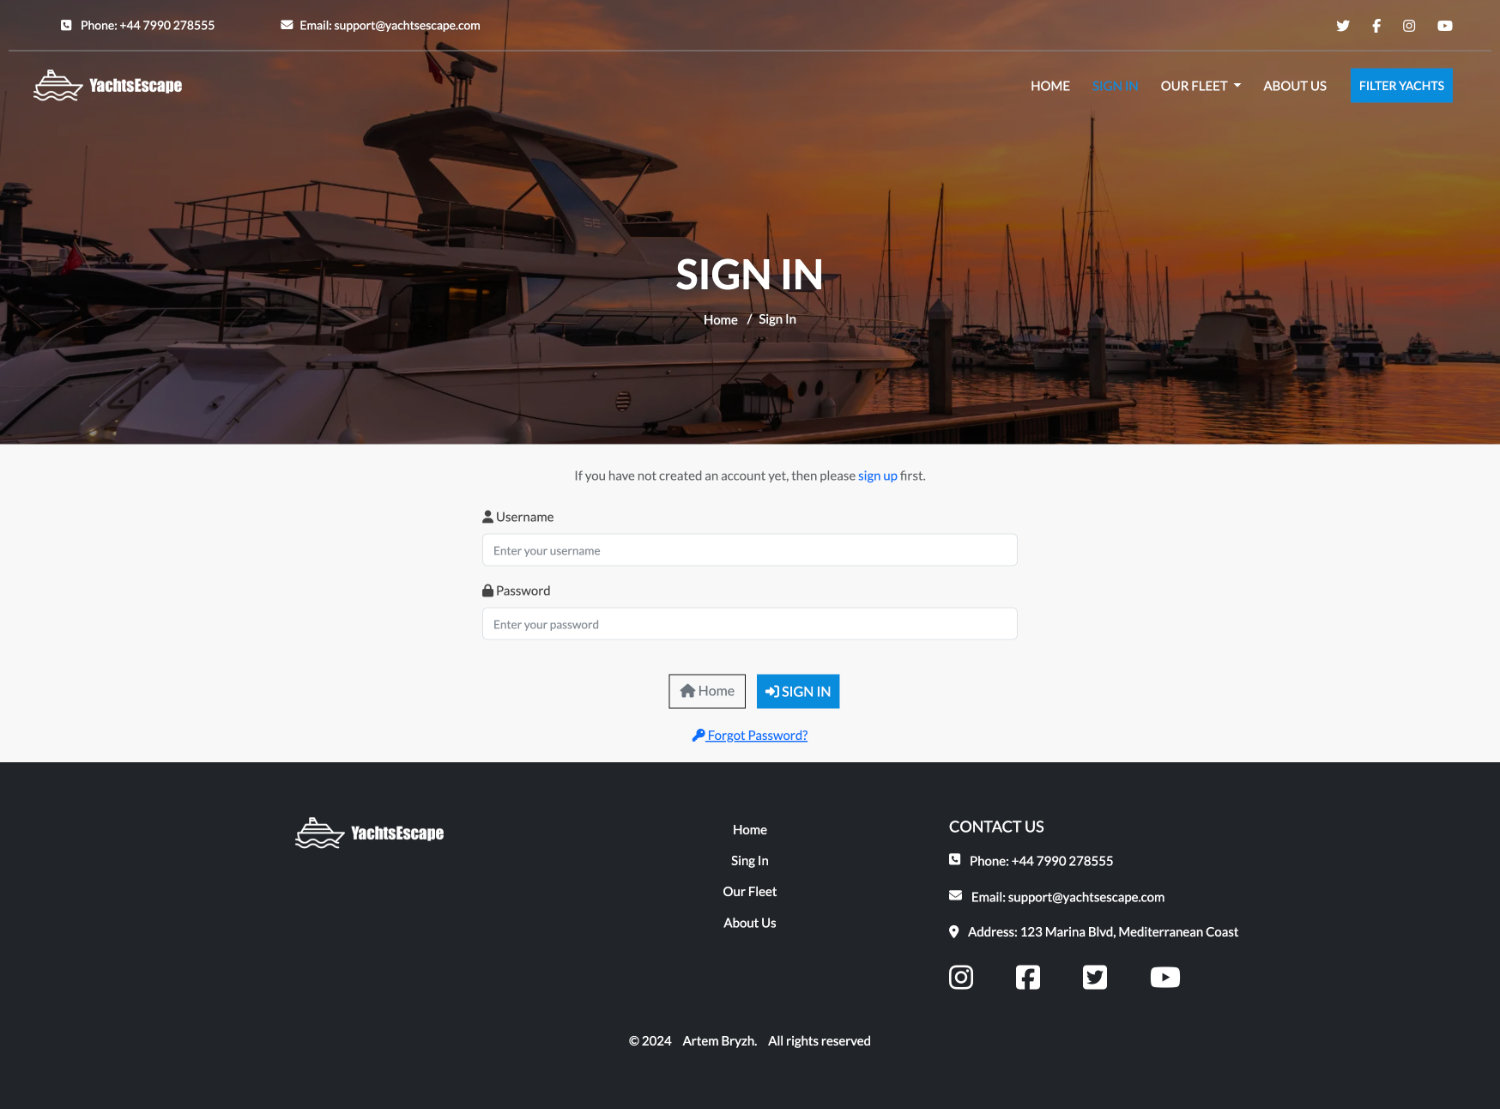 Phone: +44 7990 278555
Email: support@yachtsescape.com
YachtsEscape
HOME
SIGN IN
OUR FLEET
ABOUT US
FILTER YACHTS
SIGN IN
Home / Sign In
If you have not created an account yet, then please sign up first.
Username
Enter your username
Password
Enter your password
Home
SIGN IN
Forgot Password?
YachtsEscape
Home
Sing In
Our Fleet
About Us
CONTACT US
Phone: +44 7990 278555
Email: support@yachtsescape.com
Address: 123 Marina Blvd, Mediterranean Coast
© 2024 Artem Bryzh. All rights reserved